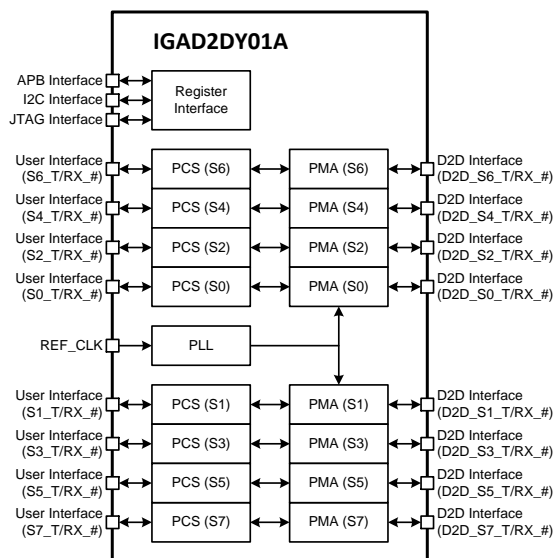 IGAD2DY01A
APB Interface
I2C Interface
JTAG Interface
Register
Interface
User Interface
(S6_T/RX_#)
PCS (S6)
PMA (S6)
D2D Interface
(D2D_S6_T/RX_#)
User Interface
(S4_T/RX_#)
PCS (S4)
PMA (S4)
D2D Interface
(D2D_S4_T/RX_#)
User Interface
(S2_T/RX_#)
PCS (S2)
PMA (S2)
D2D Interface
(D2D_S2_T/RX_#)
User Interface
(S0_T/RX_#)
PCS (S0)
PMA (S0)
D2D Interface
(D2D_S0_T/RX_#)
REF_CLK
PLL
User Interface
(S1_T/RX_#)
PCS (S1)
PMA (S1)
D2D Interface
(D2D_S1_T/RX_#)
User Interface
(S3_T/RX_#)
PCS (S3)
PMA (S3)
D2D Interface
(D2D_S3_T/RX_#)
User Interface
(S5_T/RX_#)
PCS (S5)
PMA (S5)
D2D Interface
(D2D_S5_T/RX_#)
User Interface
(S7_T/RX_#)
PCS (S7)
PMA (S7)
D2D Interface
(D2D_S7_T/RX_#)